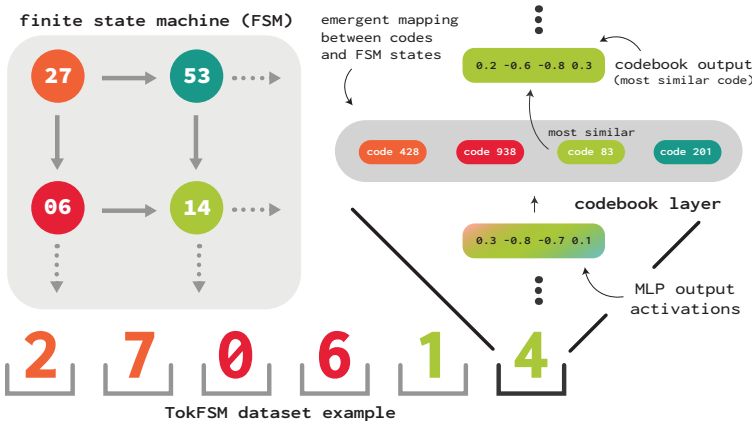 finite state machine (FSM)
27
53
06
14
emergent mapping
between codes
and FSM states
0.2 -0.6 -0.8 0.3
codebook output
(most similar code)
most similar
code 428
code 938
code 83
code 201
codebook layer
0.3 -0.8 -0.7 0.1
MLP output
activations
2 7 0 6 1 4
TokFSM dataset example